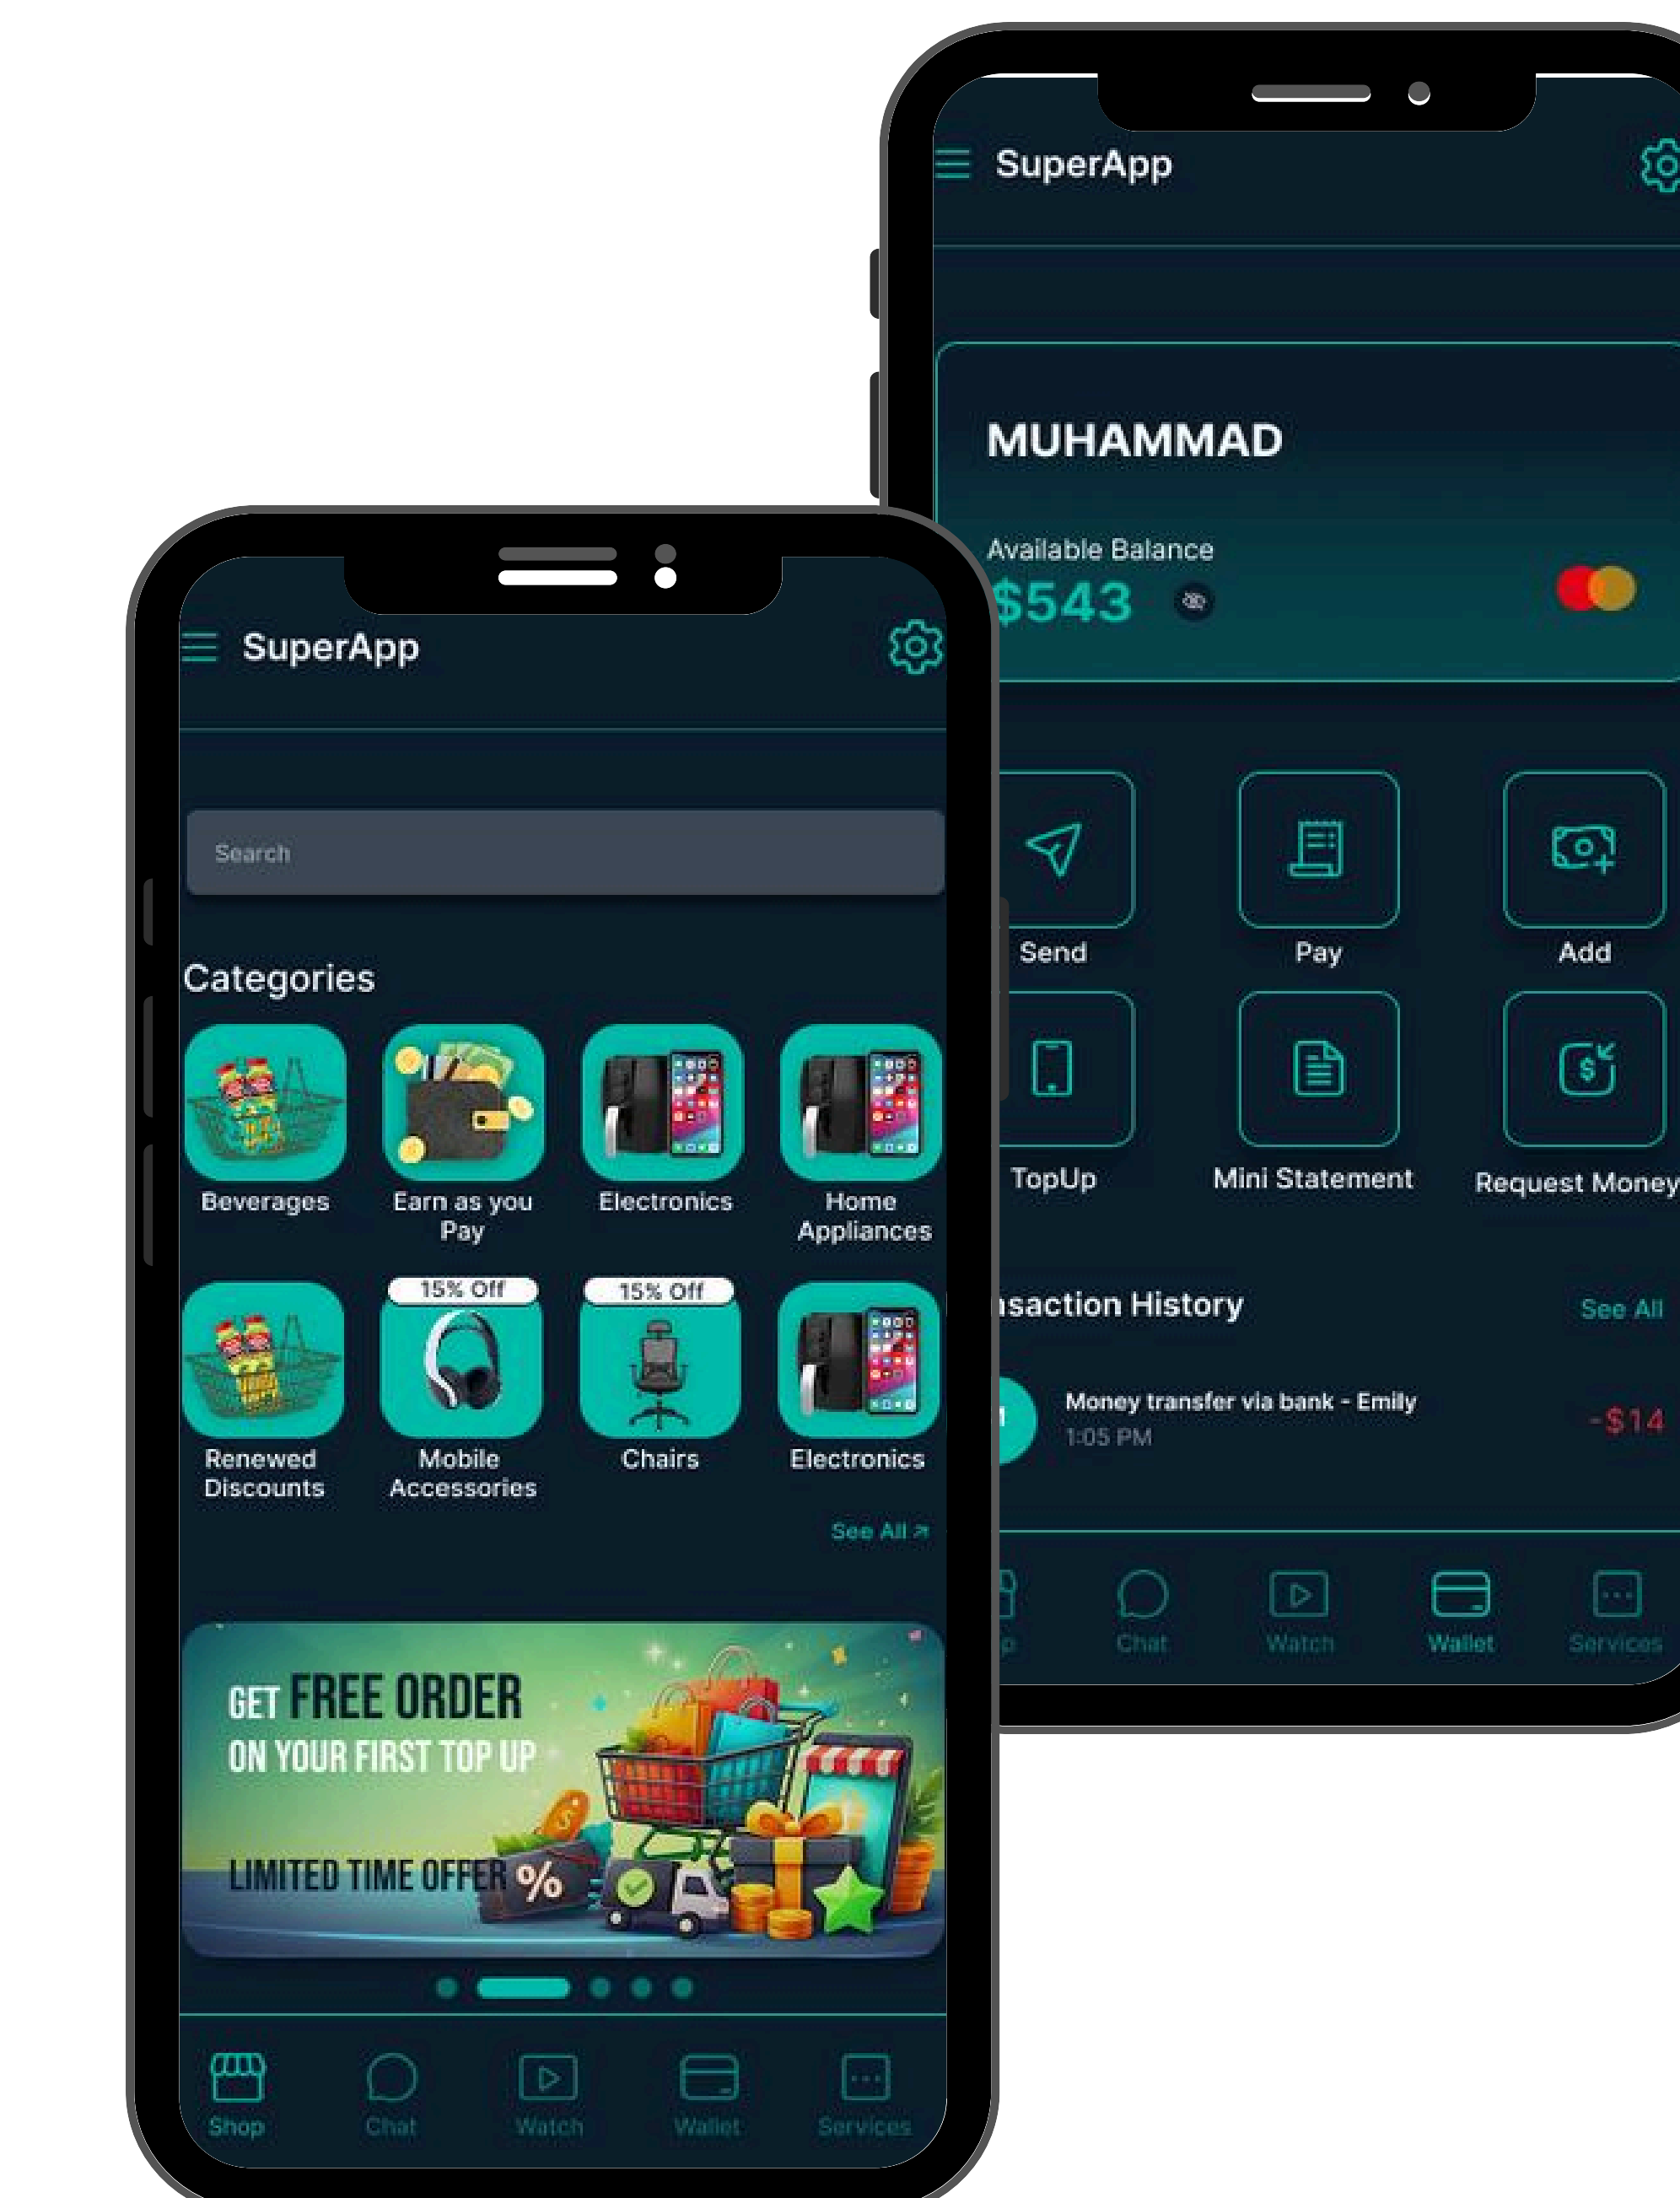 SuperApp
MUHAMMAD
Available Balance
$543
Send
Pay
Add
TopUp
Mini Statement
Request Money
nsaction History
See All
Money transfer via bank - Emily
1:05 PM
-$14
p
Chat
Watch
Wallet
Services
SuperApp
Search
Categories
Beverages
Earn as you
Pay
Electronics
Home
Appliances
15% Off
15% Off
Renewed
Discounts
Mobile
Accessories
Chairs
Electronics
See All
GET FREE ORDER
ON YOUR FIRST TOP UP
LIMITED TIME OFFER %
Shop
Chat
Watch
Wallet
Services